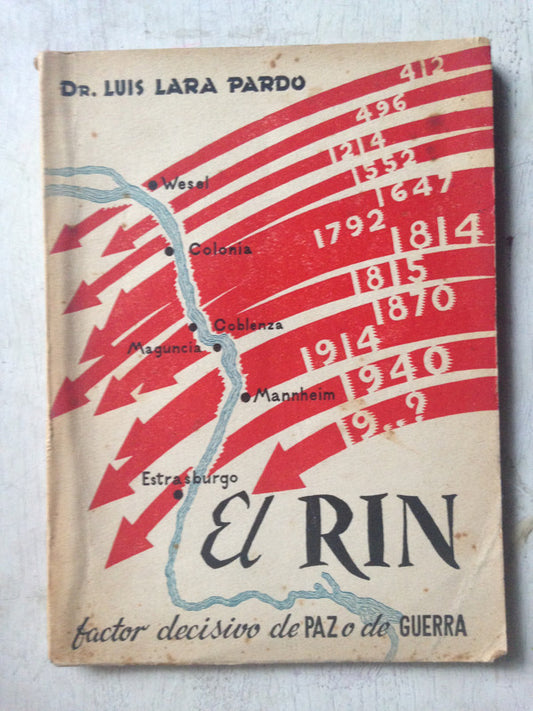 Dr. LUIS LARA PARDO
412
496
1214
1552
1647
1792
1814
1815
1870
1914
1940
19..?
Wesel
Colonia
Coblenza
Maguncia
Mannheim
Estrasburgo
El RIN
factor decisivo de PAZ o de GUERRA